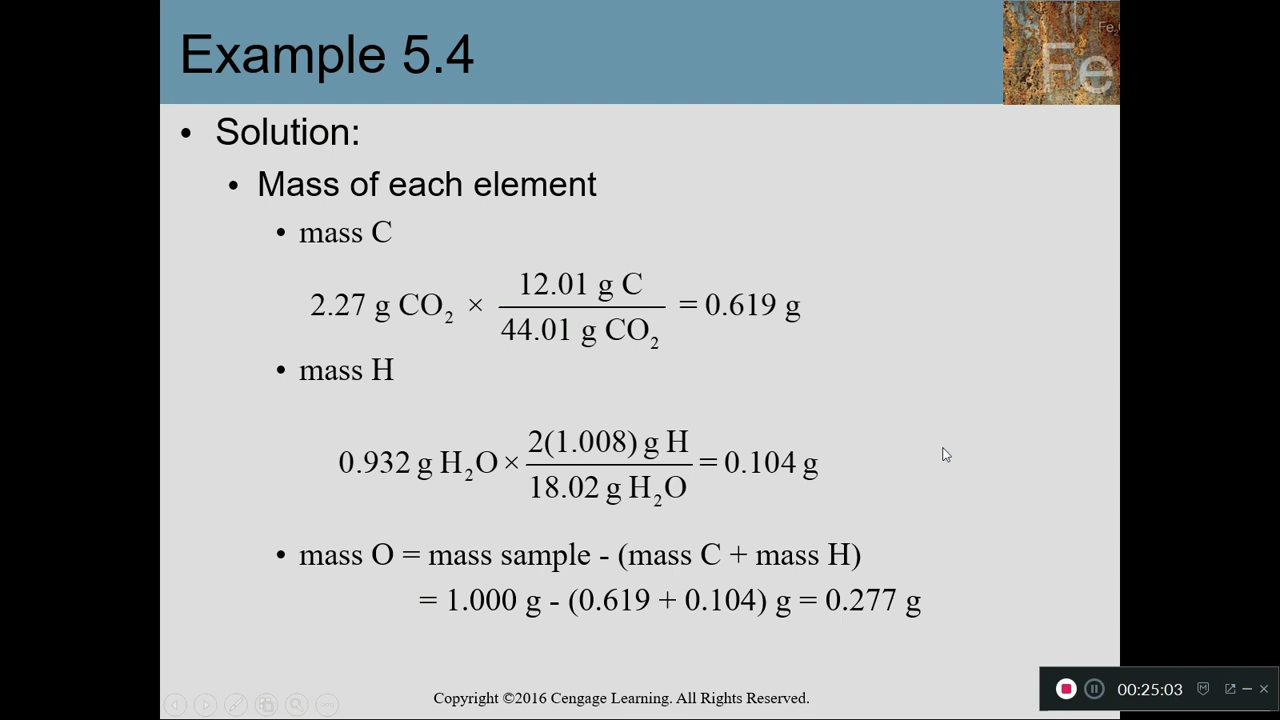 Example 5.4
Fe
Fe
• Solution:
• Mass of each element
• mass C
2.27 g CO₂ × 12.01 g C / 44.01 g CO₂ = 0.619 g
• mass H
0.932 g H₂O × 2(1.008) g H / 18.02 g H₂O = 0.104 g
• mass O = mass sample - (mass C + mass H)
= 1.000 g - (0.619 + 0.104) g = 0.277 g
Copyright ©2016 Cengage Learning. All Rights Reserved.
00:25:03